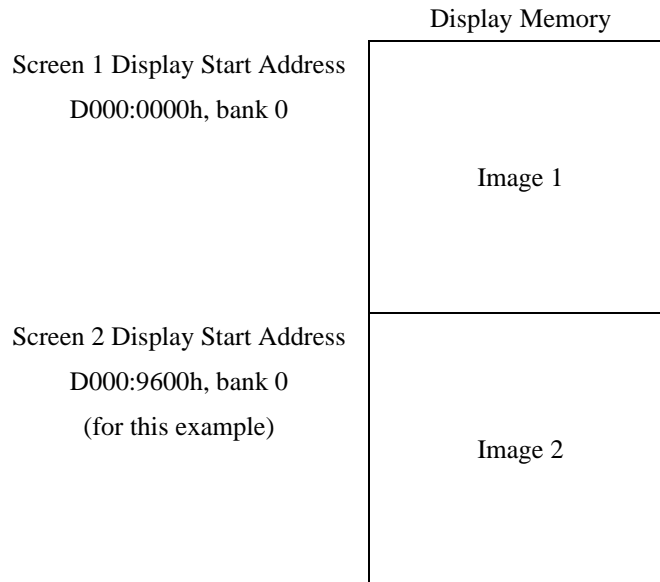 Display Memory
Screen 1 Display Start Address
D000:0000h, bank 0
Image 1
Screen 2 Display Start Address
D000:9600h, bank 0
(for this example)
Image 2